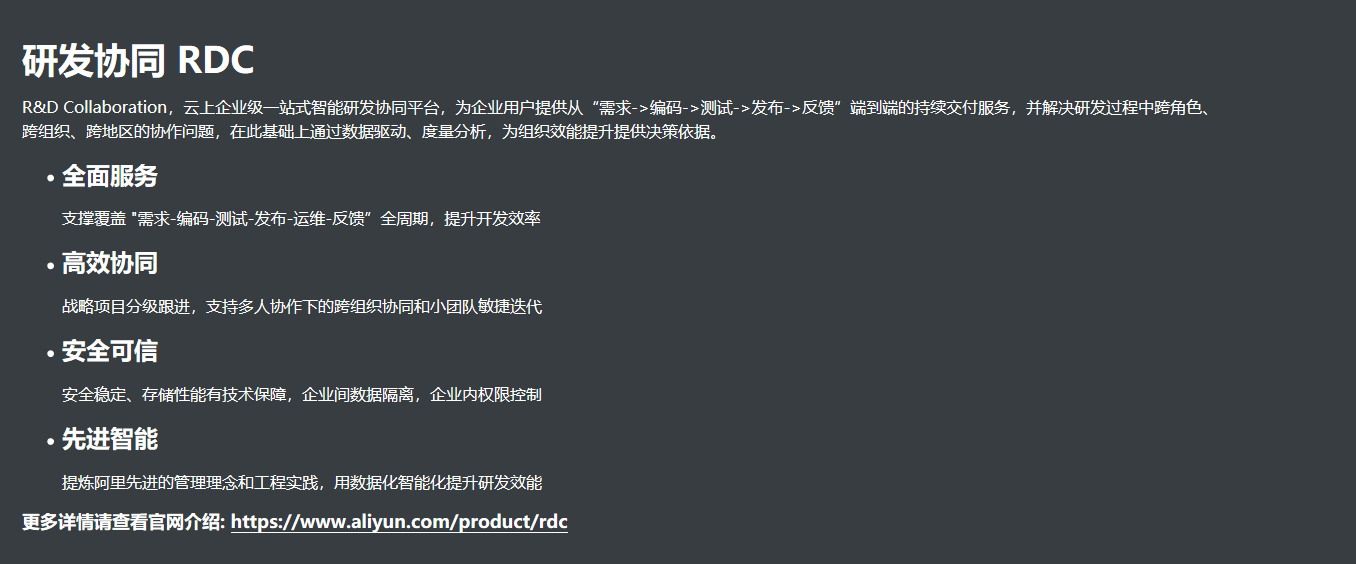 研发协同 RDC
R&D Collaboration，云上企业级一站式智能研发协同平台，为企业用户提供从“需求->编码->测试->发布->反馈”端到端的持续交付服务，并解决研发过程中跨角色、
跨组织、跨地区的协作问题，在此基础上通过数据驱动、度量分析，为组织效能提升提供决策依据。
• 全面服务
支撑覆盖 "需求-编码-测试-发布-运维-反馈”全周期，提升开发效率
• 高效协同
战略项目分级跟进，支持多人协作下的跨组织协同和小团队敏捷迭代
• 安全可信
安全稳定、存储性能有技术保障，企业间数据隔离，企业内权限控制
• 先进智能
提炼阿里先进的管理理念和工程实践，用数据化智能化提升研发效能
更多详情请查看官网介绍: https://www.aliyun.com/product/rdc